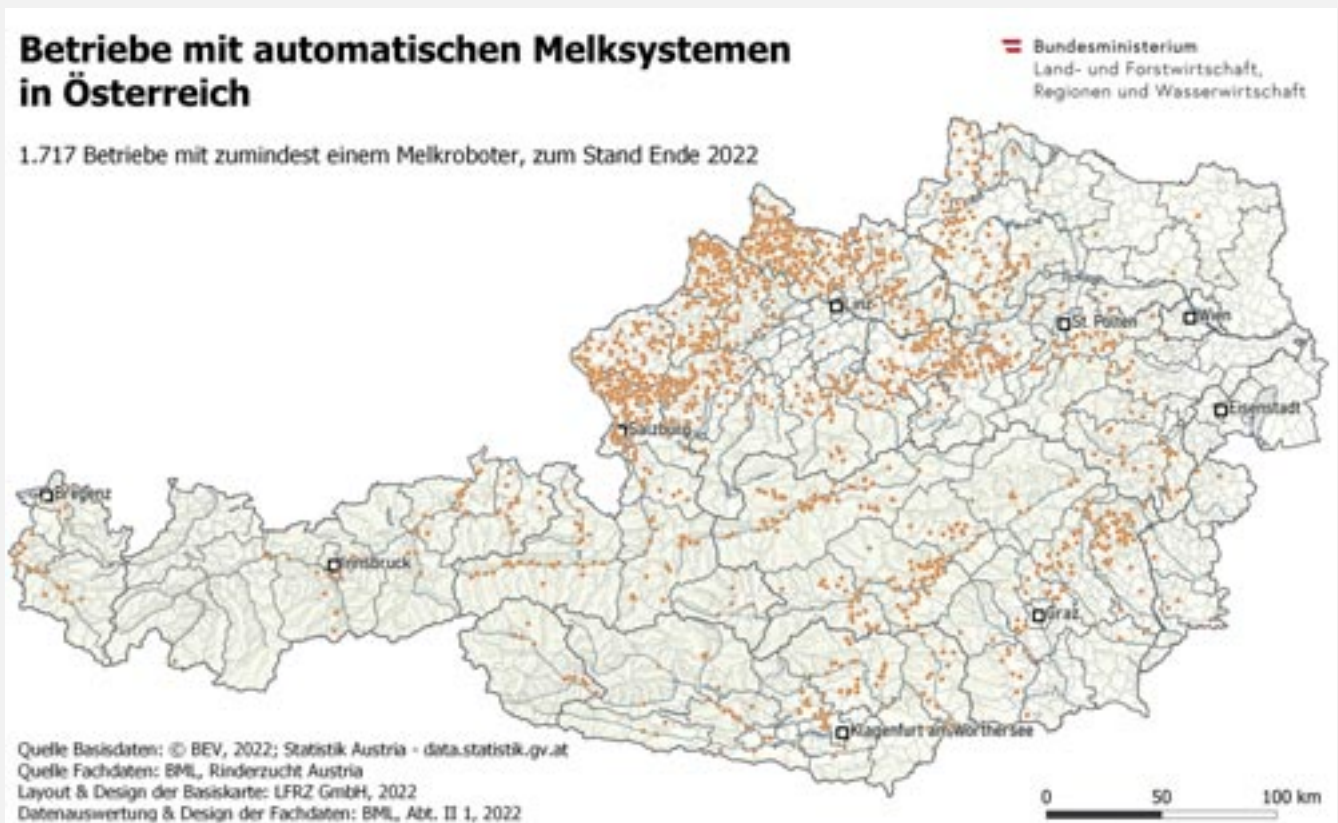 Betriebe mit automatischen Melksystemen
in Österreich
Bundesministerium
Land- und Forstwirtschaft,
Regionen und Wasserwirtschaft
1.717 Betriebe mit zumindest einem Melkroboter, zum Stand Ende 2022
Linz
St. Pölten
Wien
Eisenstadt
Salzburg
Bregenz
Innsbruck
Graz
Klagenfurt am Wörthersee
Quelle Basisdaten: © BEV, 2022; Statistik Austria - data.statistik.gv.at
Quelle Fachdaten: BML, Rinderzucht Austria
Layout & Design der Basiskarte: LFRZ GmbH, 2022
Datenauswertung & Design der Fachdaten: BML, Abt. II 1, 2022
0 50 100 km